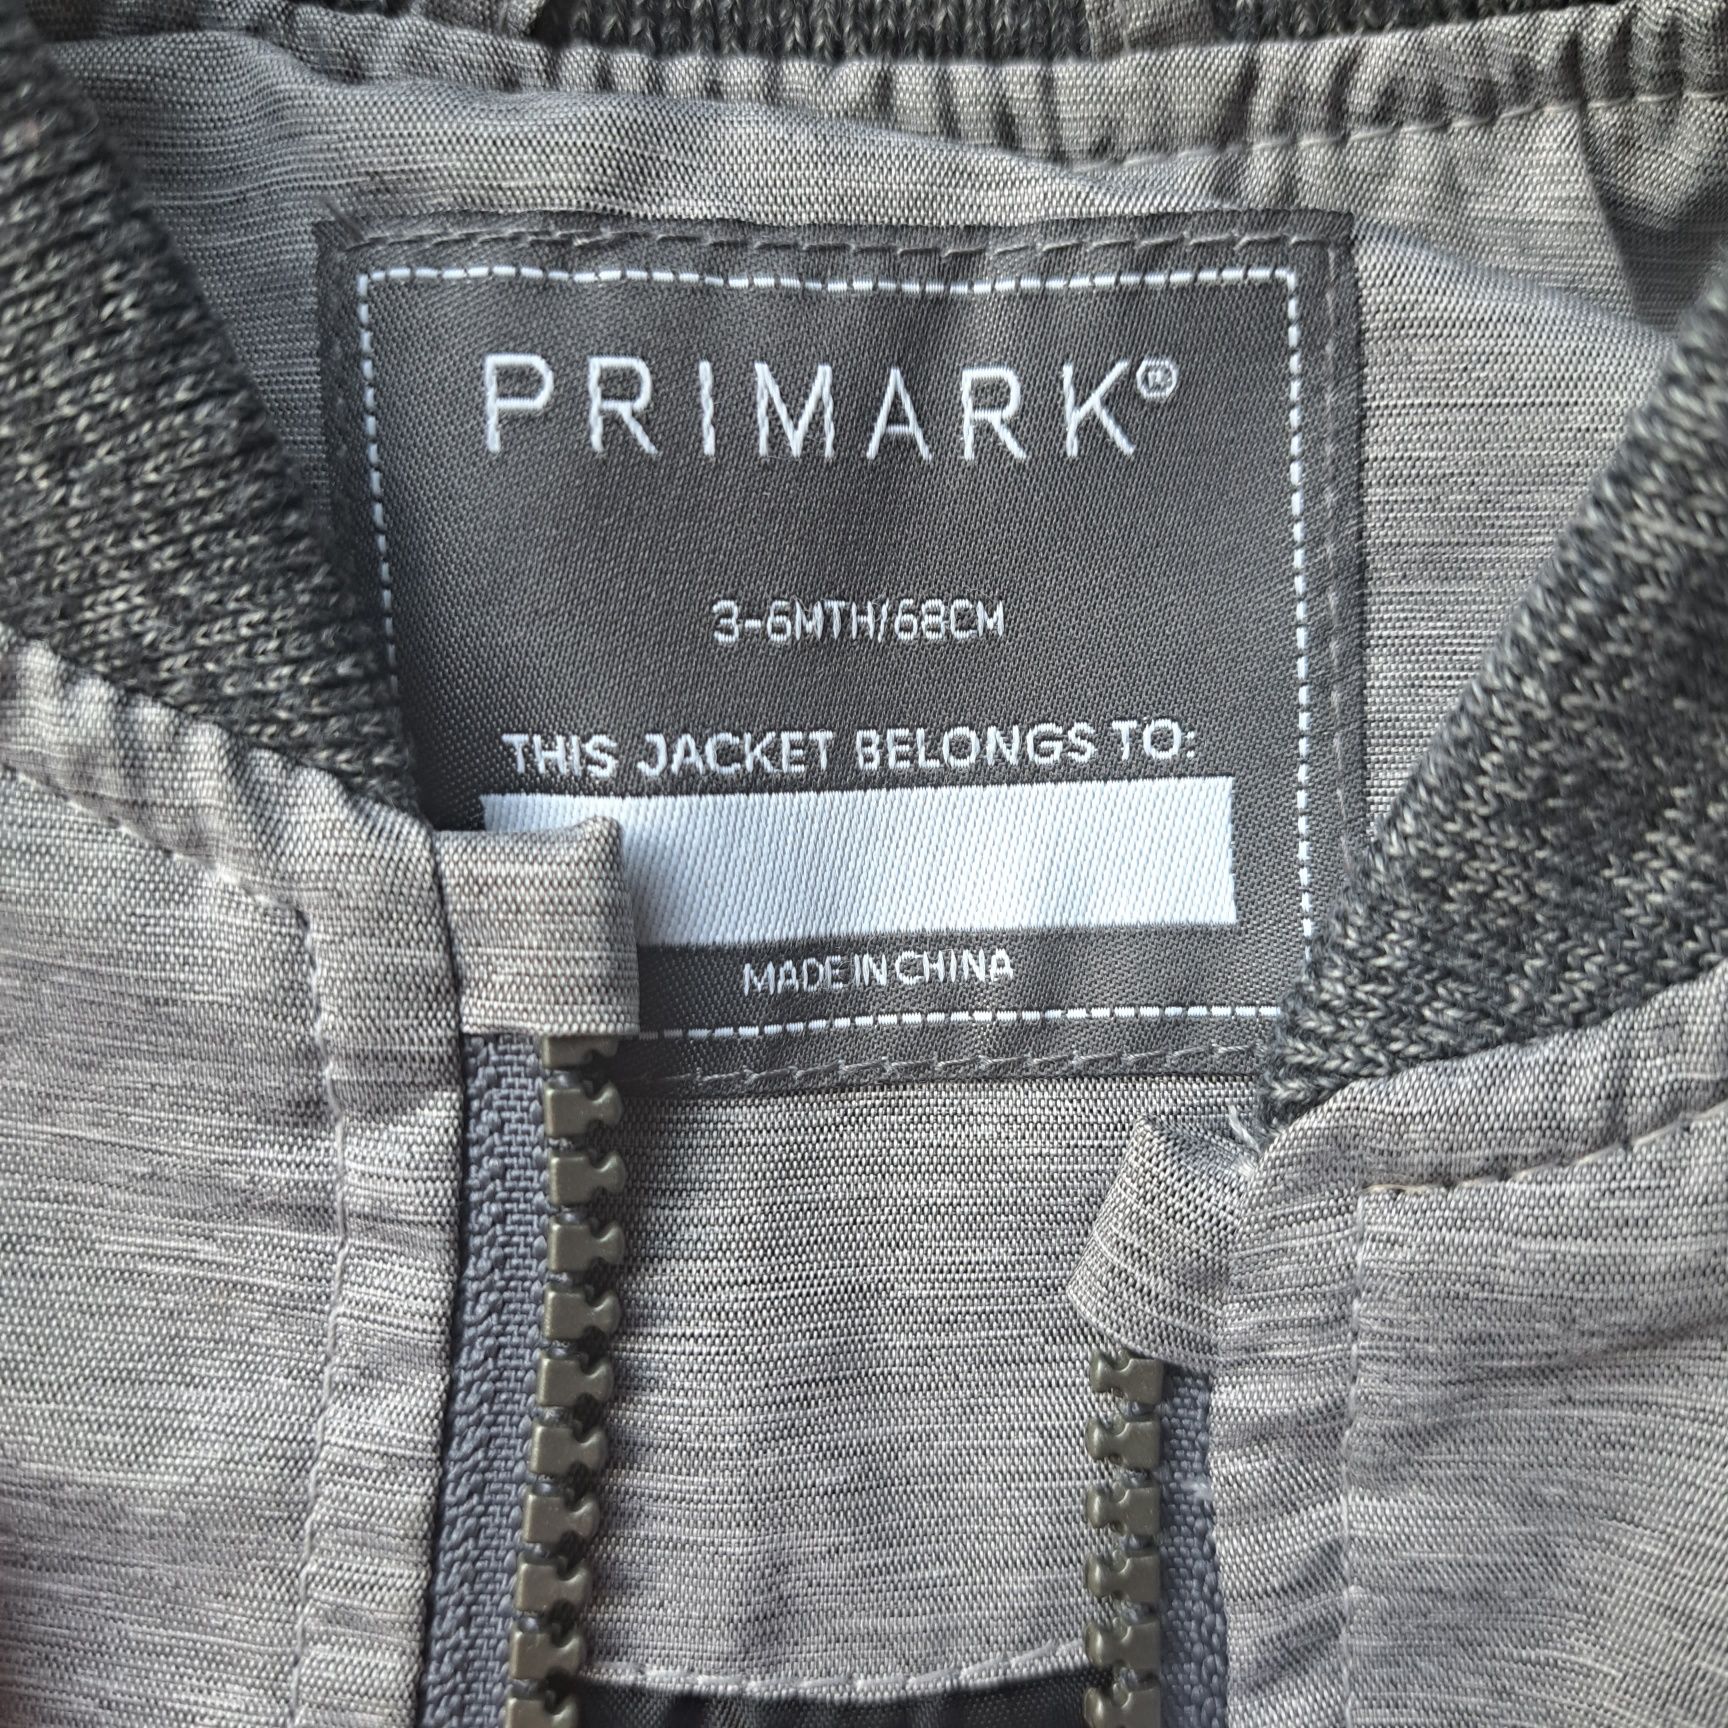 PRIMARK®
3-6MTH/68CM
THIS JACKET BELONGS TO:
MADE IN CHINA